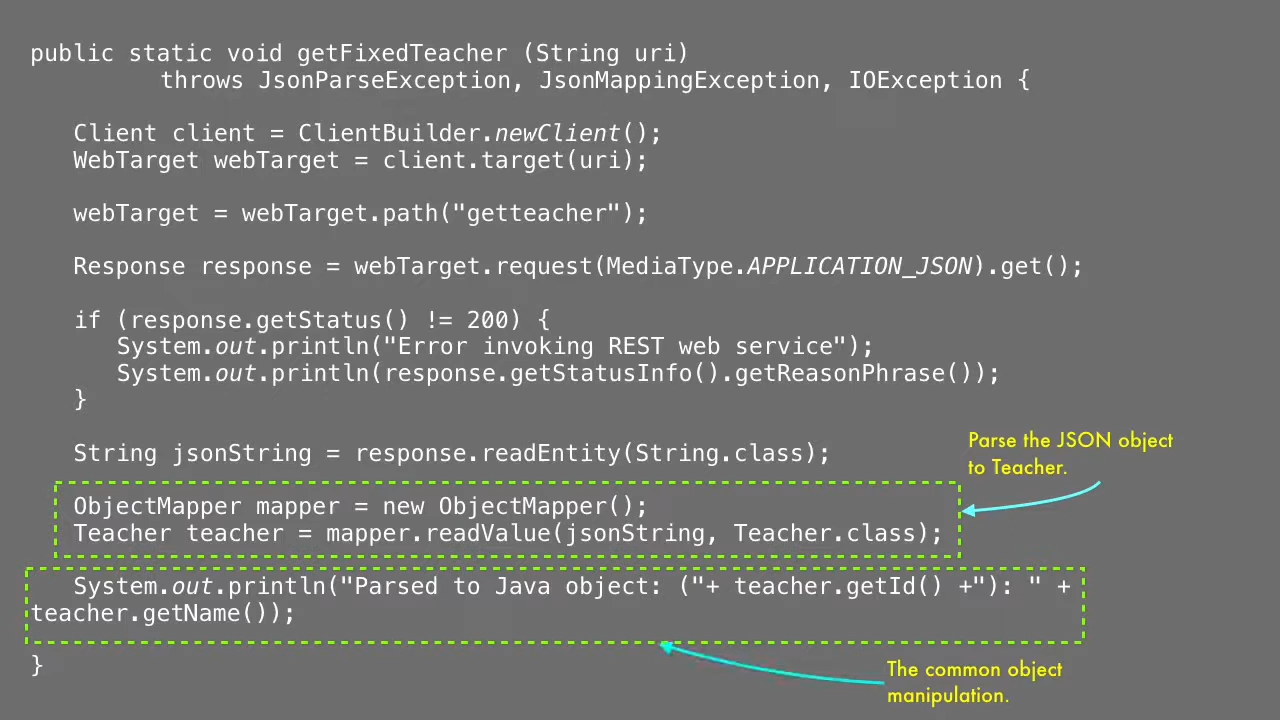 public static void getFixedTeacher (String uri)
throws JsonParseException, JsonMappingException, IOException {
Client client = ClientBuilder.newClient();
WebTarget webTarget = client.target(uri);
webTarget = webTarget.path("getteacher");
Response response = webTarget.request(MediaType.APPLICATION_JSON).get();
if (response.getStatus() != 200) {
System.out.println("Error invoking REST web service");
System.out.println(response.getStatusInfo().getReasonPhrase());
}
String jsonString = response.readEntity(String.class);
Parse the JSON object
to Teacher.
ObjectMapper mapper = new ObjectMapper();
Teacher teacher = mapper.readValue(jsonString, Teacher.class);
System.out.println("Parsed to Java object: ("+ teacher.getId() +"): " +
teacher.getName());
}
The common object
manipulation.